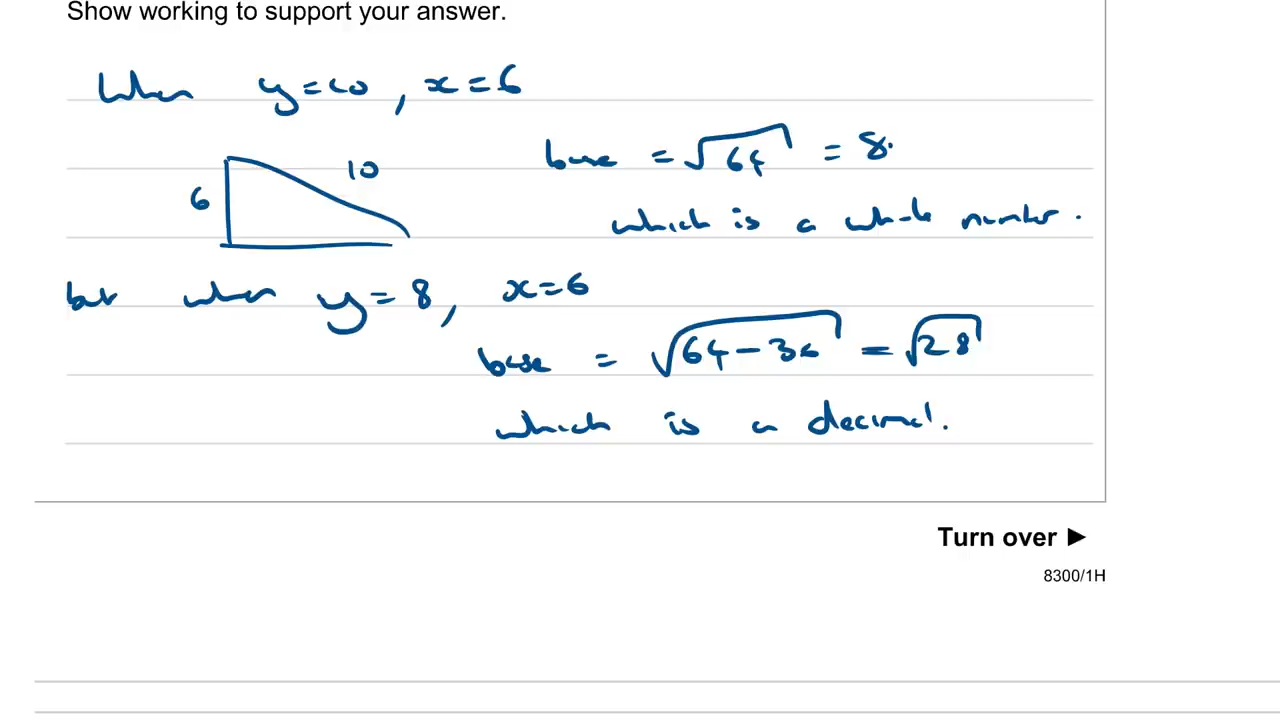 Show working to support your answer.
When y=10, x=6
base = √64 = 8.
10
6
which is a whole number.
but when y=8, x=6
base = √64-36 = √28
which is a decimal.
Turn over ►
8300/1H